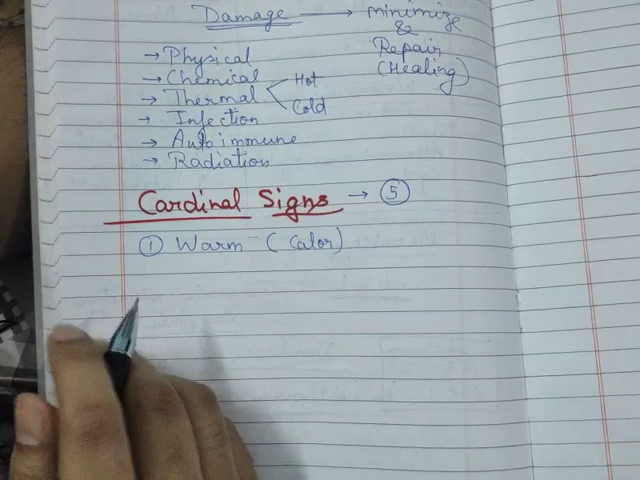 Damage → minimize
&
Repair
(Healing)
→ Physical
→ Chemical
→ Thermal < Hot
Cold
→ Infection
→ Autoimmune
→ Radiation
Cardinal Signs → 5
① Warm - (Calor)